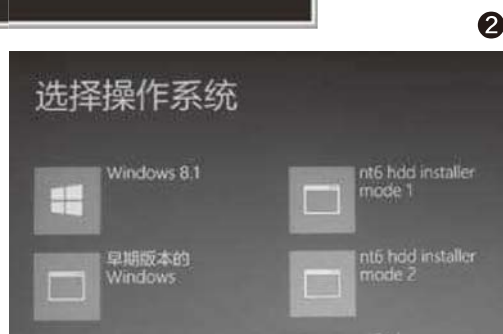 ❷
选择操作系统
Windows 8.1
nt6 hdd installer
mode 1
早期版本的
Windows
nt6 hdd installer
mode 2